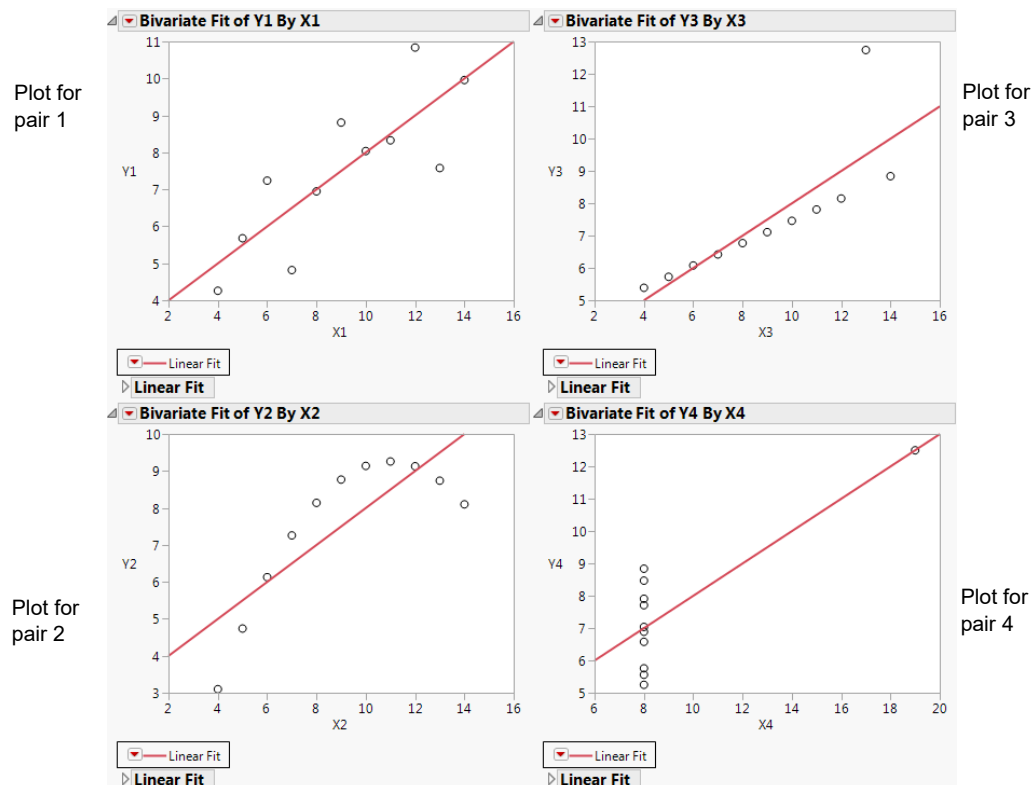 Plot for
pair 1
Bivariate Fit of Y1 By X1
11
10
9
8
7
6
5
4
Y1
2 4 6 8 10 12 14 16
X1
Linear Fit
Linear Fit
Bivariate Fit of Y3 By X3
13
12
11
10
9
8
7
6
5
Y3
2 4 6 8 10 12 14 16
X3
Linear Fit
Linear Fit
Plot for
pair 3
Plot for
pair 2
Bivariate Fit of Y2 By X2
10
9
8
7
6
5
4
3
Y2
2 4 6 8 10 12 14 16
X2
Linear Fit
Linear Fit
Bivariate Fit of Y4 By X4
13
12
11
10
9
8
7
6
5
Y4
6 8 10 12 14 16 18 20
X4
Linear Fit
Linear Fit
Plot for
pair 4